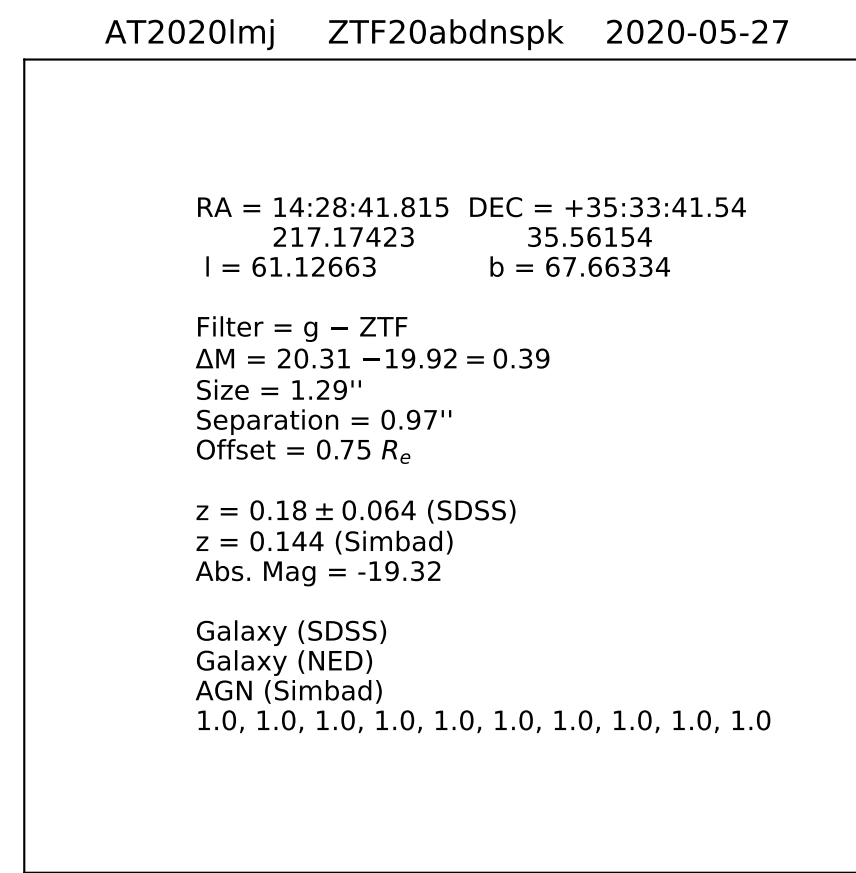 AT2020lmj ZTF20abdnspk 2020-05-27
RA = 14:28:41.815 DEC = +35:33:41.54
217.17423 35.56154
l = 61.12663 b = 67.66334
Filter = g − ZTF
ΔM = 20.31 −19.92 = 0.39
Size = 1.29''
Separation = 0.97''
Offset = 0.75 Rₑ
z = 0.18 ± 0.064 (SDSS)
z = 0.144 (Simbad)
Abs. Mag = -19.32
Galaxy (SDSS)
Galaxy (NED)
AGN (Simbad)
1.0, 1.0, 1.0, 1.0, 1.0, 1.0, 1.0, 1.0, 1.0, 1.0